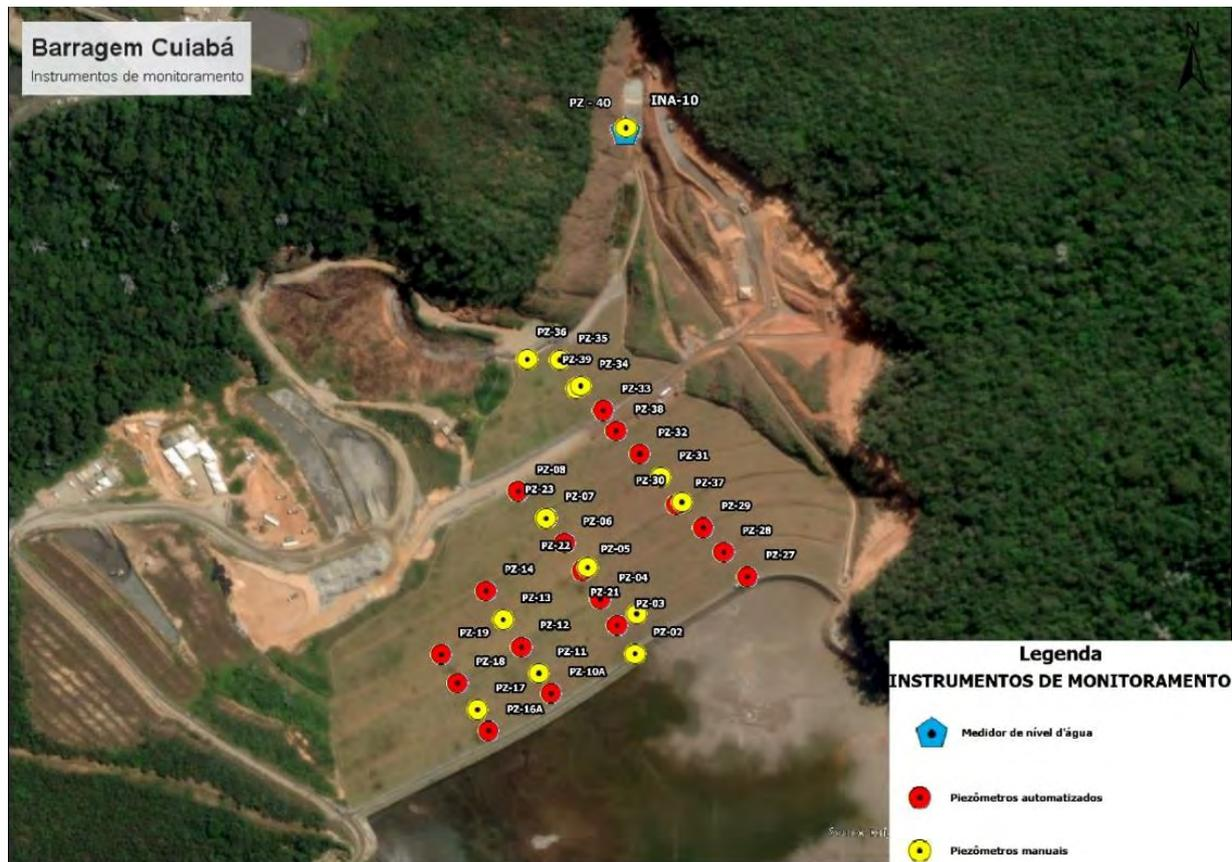 Barragem Cuiabá
Instrumentos de monitoramento
N
PZ - 40
INA-10
PZ-36
PZ-35
PZ-39
PZ-34
PZ-33
PZ-38
PZ-32
PZ-31
PZ-08
PZ-30
PZ-37
PZ-23
PZ-07
PZ-29
PZ-06
PZ-28
PZ-22
PZ-05
PZ-27
PZ-14
PZ-04
PZ-21
PZ-13
PZ-03
PZ-12
PZ-02
PZ-19
PZ-11
PZ-18
PZ-10A
PZ-17
PZ-16A
Legenda
INSTRUMENTOS DE MONITORAMENTO
Medidor de nível d'água
Piezômetros automatizados
Piezômetros manuais